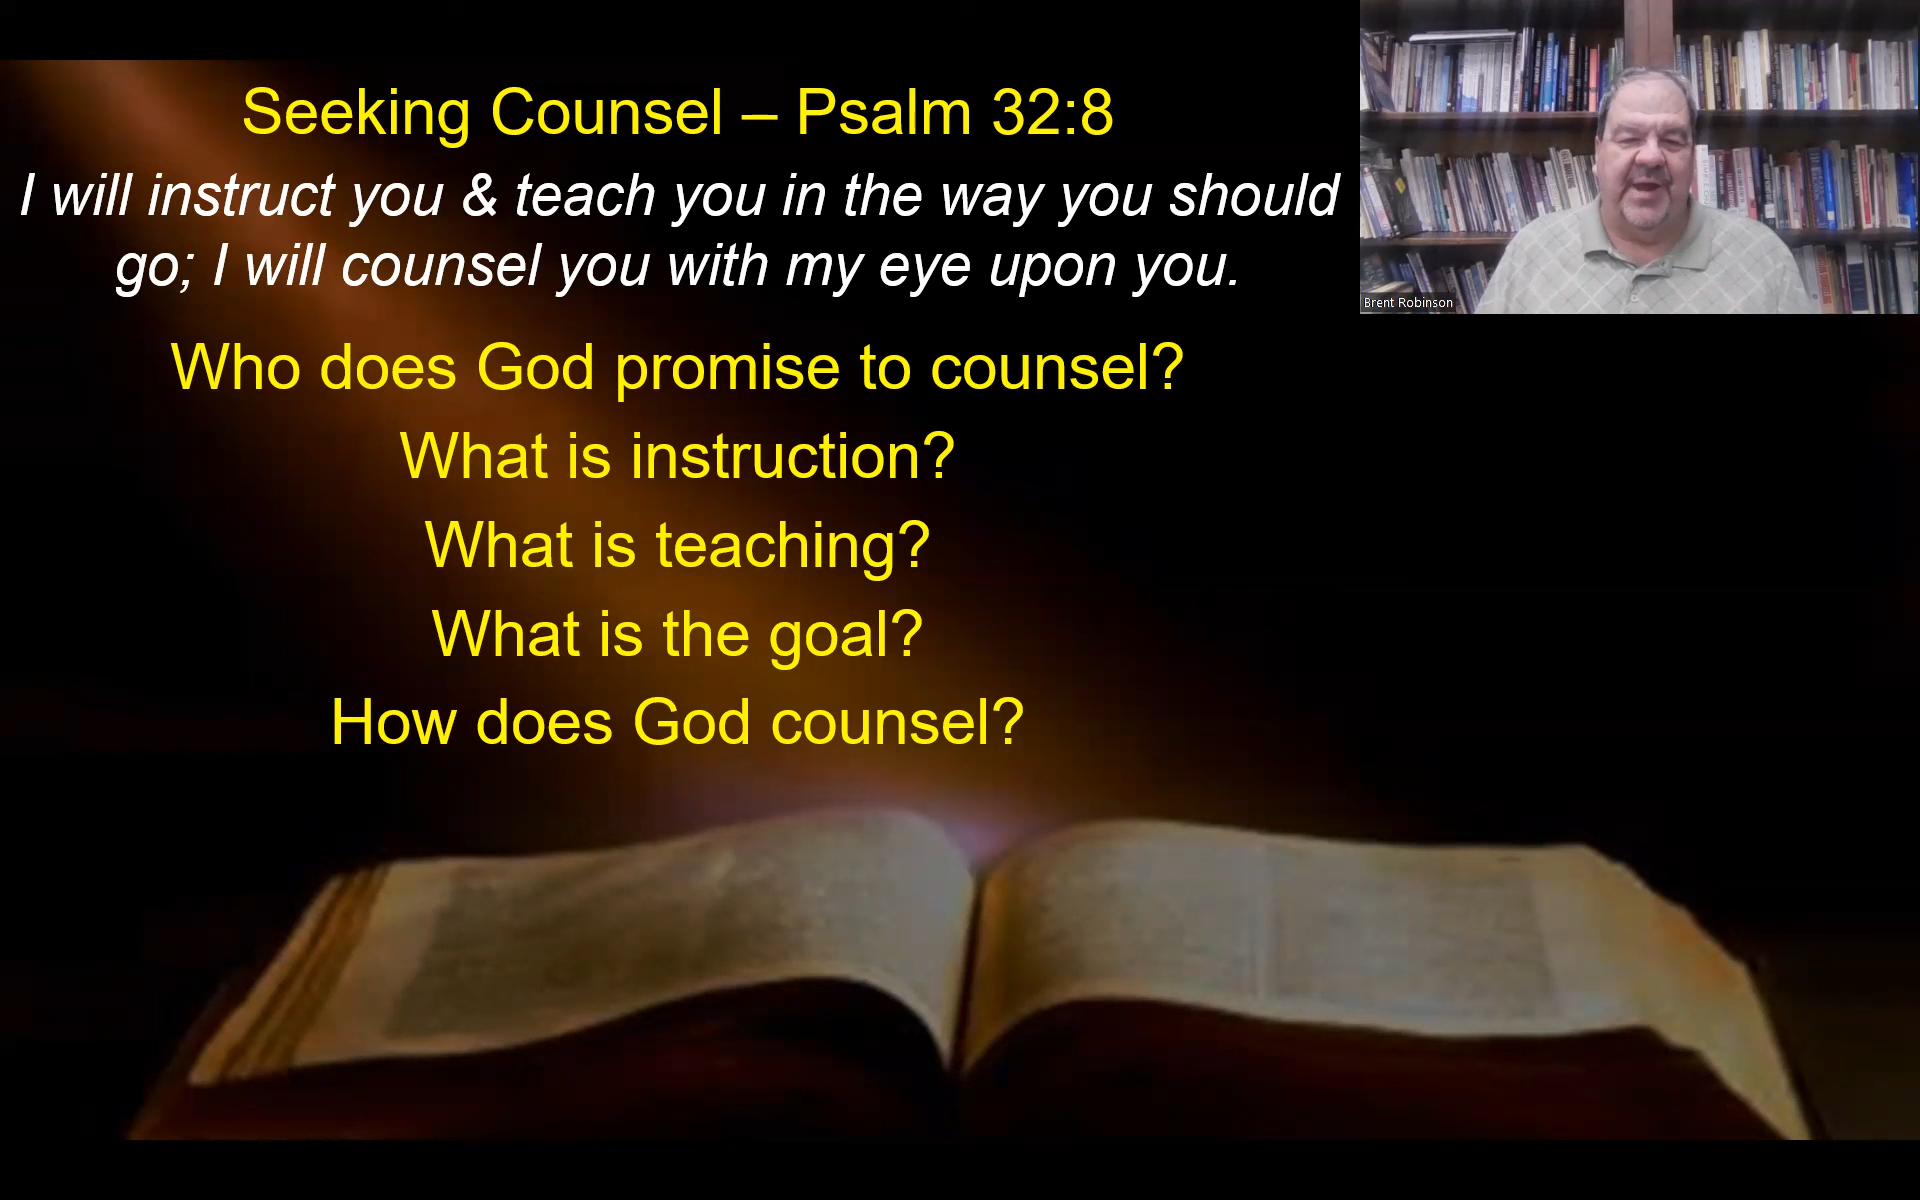 Seeking Counsel – Psalm 32:8
I will instruct you & teach you in the way you should
go; I will counsel you with my eye upon you.
Who does God promise to counsel?
What is instruction?
What is teaching?
What is the goal?
How does God counsel?
Brent Robinson